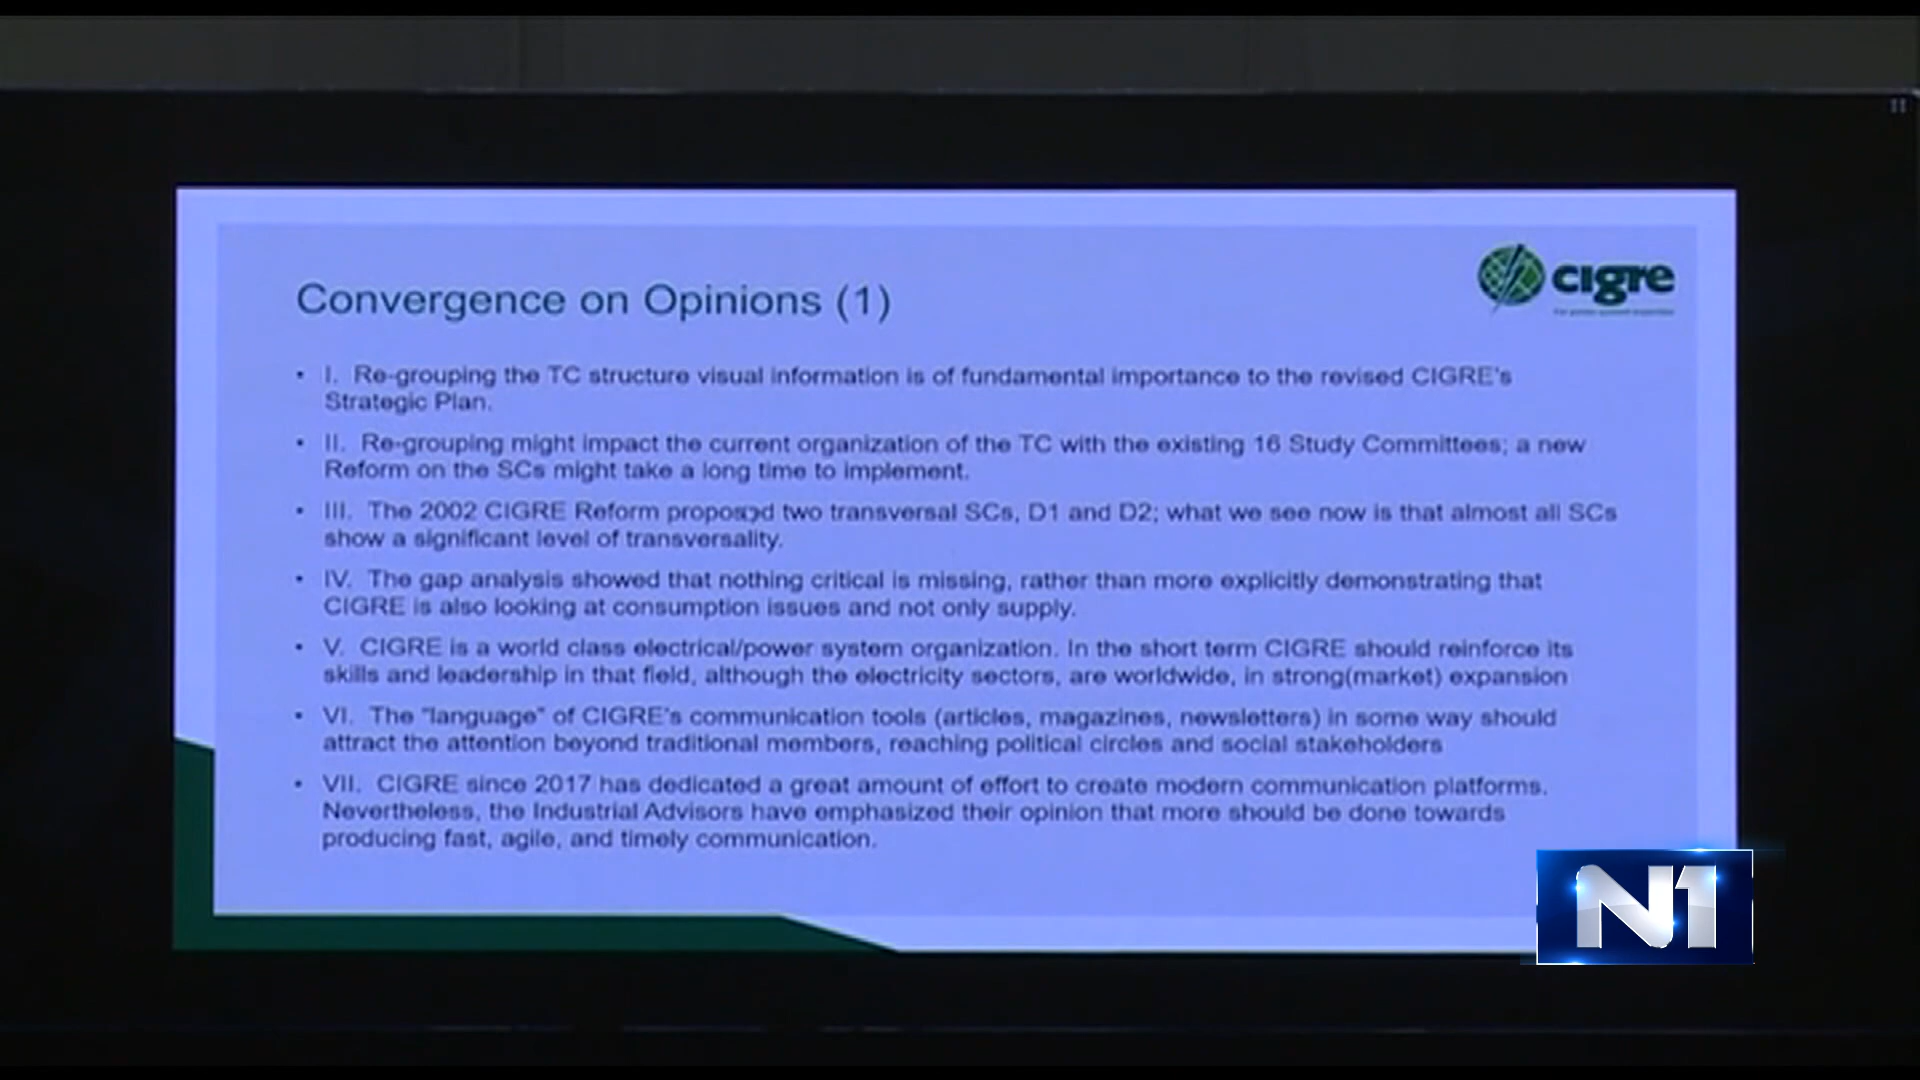 Convergence on Opinions (1)
cigre
• I. Re-grouping the TC structure visual information is of fundamental importance to the revised CIGRE's
Strategic Plan.
• II. Re-grouping might impact the current organization of the TC with the existing 16 Study Committees; a new
Reform on the SCs might take a long time to implement.
• III. The 2002 CIGRE Reform proposed two transversal SCs, D1 and D2; what we see now is that almost all SCs
show a significant level of transversality.
• IV. The gap analysis showed that nothing critical is missing, rather than more explicitly demonstrating that
CIGRE is also looking at consumption issues and not only supply.
• V. CIGRE is a world class electrical/power system organization. In the short term CIGRE should reinforce its
skills and leadership in that field, although the electricity sectors, are worldwide, in strong(market) expansion
• VI. The "language" of CIGRE's communication tools (articles, magazines, newsletters) in some way should
attract the attention beyond traditional members, reaching political circles and social stakeholders
• VII. CIGRE since 2017 has dedicated a great amount of effort to create modern communication platforms.
Nevertheless, the Industrial Advisors have emphasized their opinion that more should be done towards
producing fast, agile, and timely communication.
N1